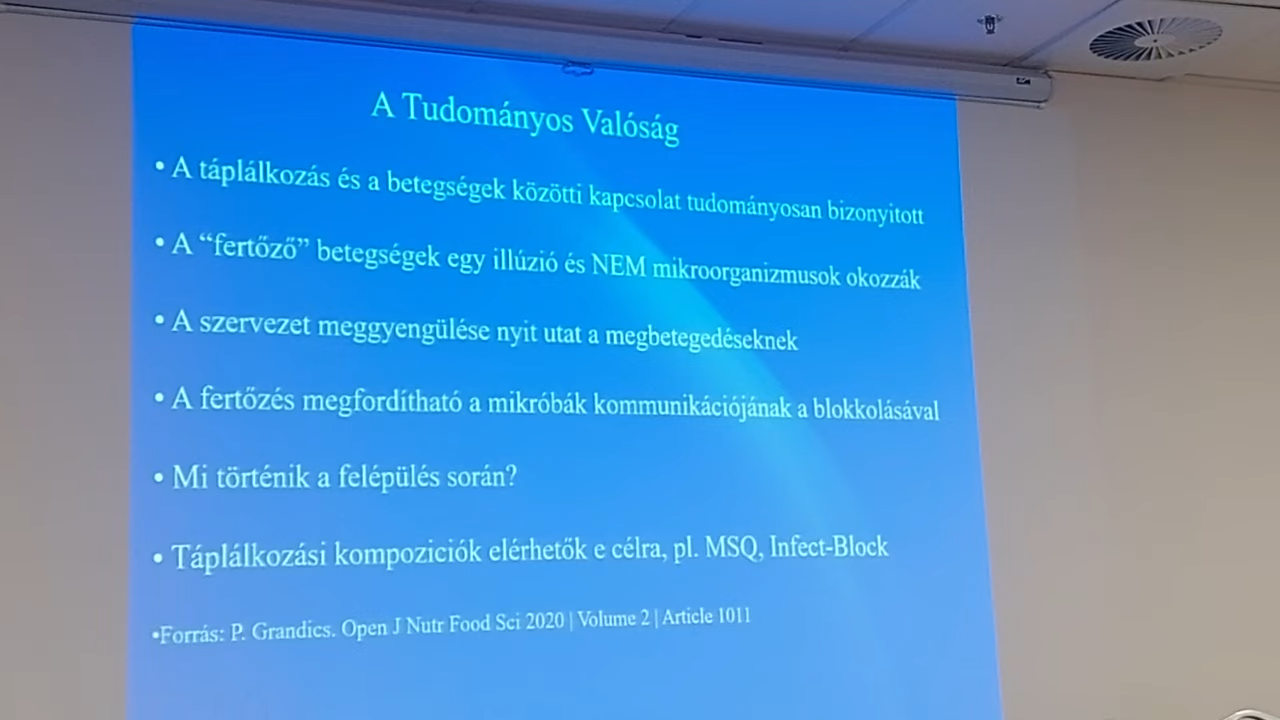 A Tudományos Valóság
• A táplálkozás és a betegségek közötti kapcsolat tudományosan bizonyitott
• A “fertőző” betegségek egy illúzió és NEM mikroorganizmusok okozzák
• A szervezet meggyengülése nyit utat a megbetegedéseknek
• A fertőzés megfordítható a mikróbák kommunikációjának a blokkolásával
• Mi történik a felépülés során?
• Táplálkozási kompoziciók elérhetők e célra, pl. MSQ, Infect-Block
•Forrás: P. Grandics. Open J Nutr Food Sci 2020 | Volume 2 | Article 1011